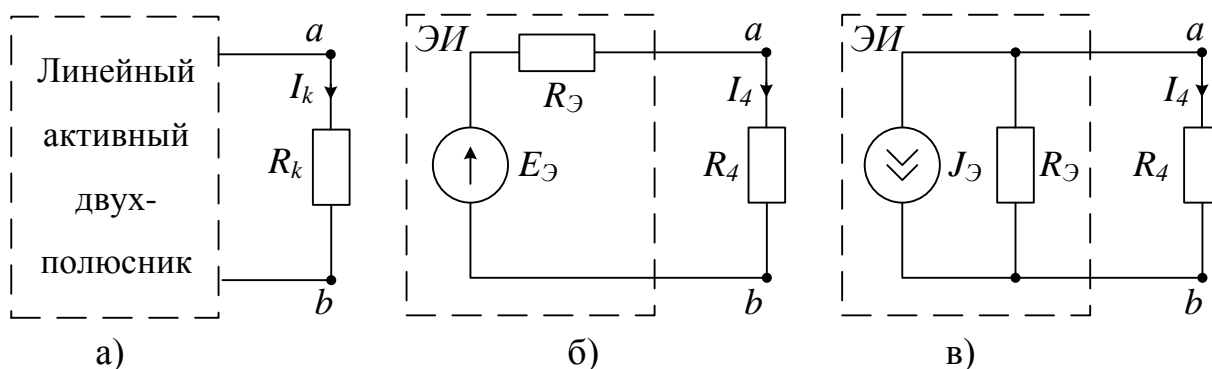 Линейный
активный
двух-
полюсник
a
I_k
R_k
b
а)
ЭИ
R_Э
E_Э
a
I_4
R_4
b
б)
ЭИ
J_Э
R_Э
a
I_4
R_4
b
в)